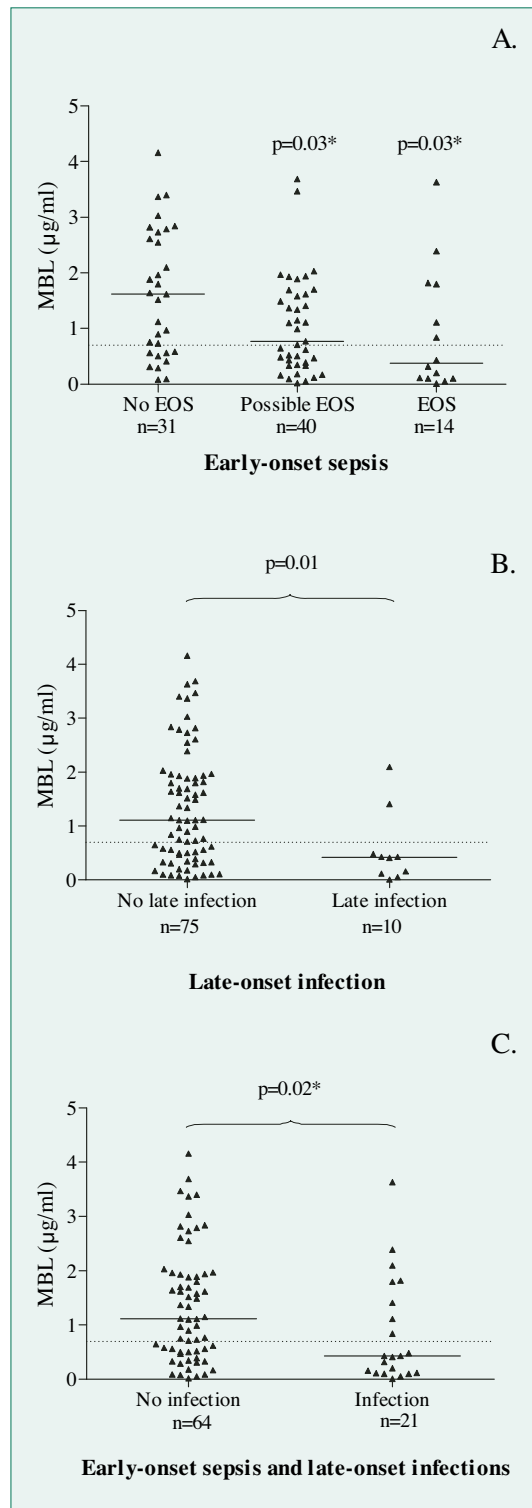 A.
p=0.03* p=0.03*
5
4
3
2
1
0
MBL (µg/ml)
No EOS Possible EOS EOS
n=31 n=40 n=14
Early-onset sepsis
B.
p=0.01
5
4
3
2
1
0
MBL (µg/ml)
No late infection Late infection
n=75 n=10
Late-onset infection
C.
p=0.02*
5
4
3
2
1
0
MBL (µg/ml)
No infection Infection
n=64 n=21
Early-onset sepsis and late-onset infections